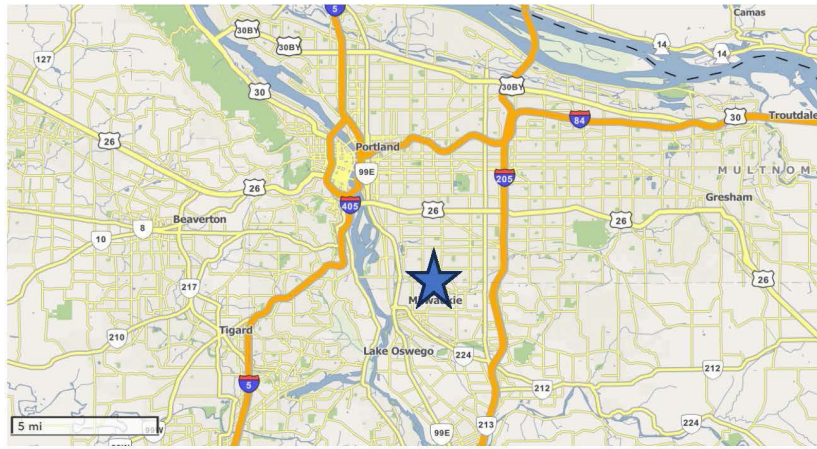 5
Camas
30BY
14
127
30BY
14
30
30BY
30
Troutdale
84
26
Portland
99E
MULTNOM
205
26
405
26
Gresham
Beaverton
26
8
10
26
217
Milwaukie
210
Tigard
Lake Oswego
224
212
5
212
5 mi
99W
99E
213
224